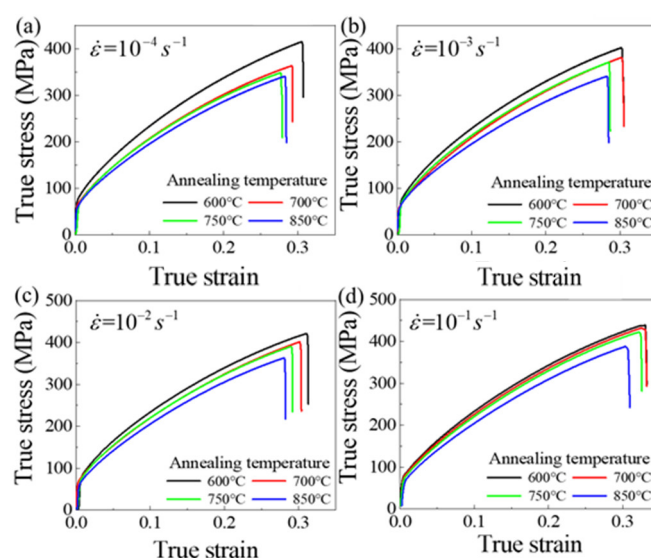 (a)
ε̇=10⁻⁴ s⁻¹
400
300
200
100
0
True stress (MPa)
Annealing temperature
600°C 700°C
750°C 850°C
0.0 0.1 0.2 0.3
True strain
(b)
ε̇=10⁻³ s⁻¹
400
300
200
100
0
True stress (MPa)
Annealing temperature
600°C 700°C
750°C 850°C
0.0 0.1 0.2 0.3
True strain
(c)
500
ε̇=10⁻² s⁻¹
400
300
200
100
0
True stress (MPa)
Annealing temperature
600°C 700°C
750°C 850°C
0.0 0.1 0.2 0.3
True strain
(d)
500
ε̇=10⁻¹ s⁻¹
400
300
200
100
0
True stress (MPa)
Annealing temperature
600°C 700°C
750°C 850°C
0.0 0.1 0.2 0.3
True strain